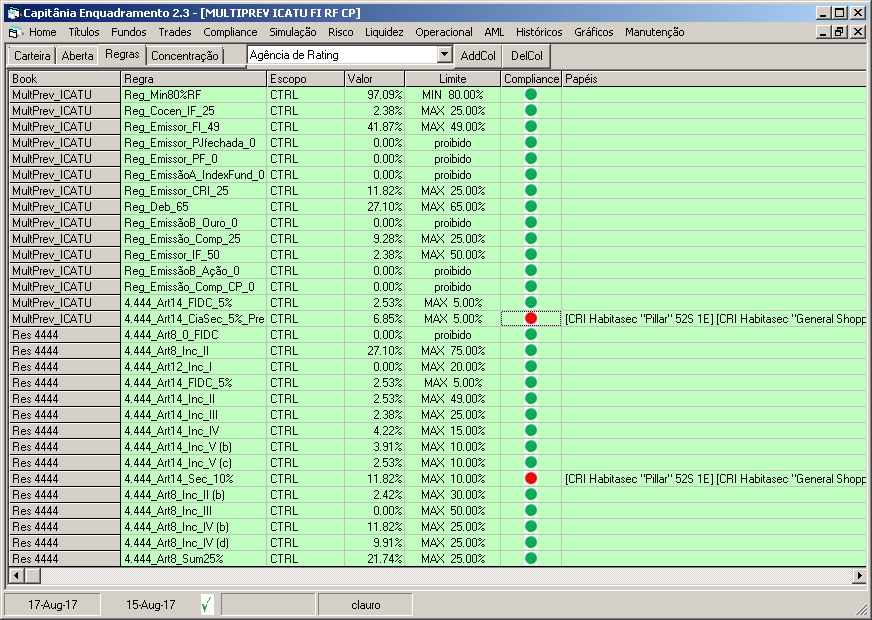 Capitânia Enquadramento 2.3 - [MULTIPREV ICATU FI RF CP]
Home Títulos Fundos Trades Compliance Simulação Risco Liquidez Operacional AML Históricos Gráficos Manutenção
Carteira Aberta Regras Concentração Agência de Rating AddCol DelCol
Book Regra Escopo Valor Limite Compliance Papéis
MultPrev_ICATU Reg_Min80%RF CTRL 97.09% MIN 80.00%
MultPrev_ICATU Reg_Cocen_IF_25 CTRL 2.38% MAX 25.00%
MultPrev_ICATU Reg_Emissor_FI_49 CTRL 41.87% MAX 49.00%
MultPrev_ICATU Reg_Emissor_PJfechada_0 CTRL 0.00% proibido
MultPrev_ICATU Reg_Emissor_PF_0 CTRL 0.00% proibido
MultPrev_ICATU Reg_EmissãoA_IndexFund_0 CTRL 0.00% proibido
MultPrev_ICATU Reg_Emissor_CRI_25 CTRL 11.82% MAX 25.00%
MultPrev_ICATU Reg_Deb_65 CTRL 27.10% MAX 65.00%
MultPrev_ICATU Reg_EmissãoB_Ouro_0 CTRL 0.00% proibido
MultPrev_ICATU Reg_Emissão_Comp_25 CTRL 9.28% MAX 25.00%
MultPrev_ICATU Reg_Emissor_IF_50 CTRL 2.38% MAX 50.00%
MultPrev_ICATU Reg_EmissãoB_Ação_0 CTRL 0.00% proibido
MultPrev_ICATU Reg_Emissão_Comp_CP_0 CTRL 0.00% proibido
MultPrev_ICATU 4.444_Art14_FIDC_5% CTRL 2.53% MAX 5.00%
MultPrev_ICATU 4.444_Art14_CiaSec_5%_Pre CTRL 6.85% MAX 5.00% [CRI Habitasec "Pillar" 52S 1E] [CRI Habitasec "General Shopp
Res 4444 4.444_Art8_0_FIDC CTRL 0.00% proibido
Res 4444 4.444_Art8_Inc_II CTRL 27.10% MAX 75.00%
Res 4444 4.444_Art12_Inc_I CTRL 0.00% MAX 20.00%
Res 4444 4.444_Art14_FIDC_5% CTRL 2.53% MAX 5.00%
Res 4444 4.444_Art14_Inc_II CTRL 2.53% MAX 49.00%
Res 4444 4.444_Art14_Inc_III CTRL 2.38% MAX 25.00%
Res 4444 4.444_Art14_Inc_IV CTRL 4.22% MAX 15.00%
Res 4444 4.444_Art14_Inc_V (b) CTRL 3.91% MAX 10.00%
Res 4444 4.444_Art14_Inc_V (c) CTRL 2.53% MAX 10.00%
Res 4444 4.444_Art14_Sec_10% CTRL 11.82% MAX 10.00% [CRI Habitasec "Pillar" 52S 1E] [CRI Habitasec "General Shopp
Res 4444 4.444_Art8_Inc_II (b) CTRL 2.42% MAX 30.00%
Res 4444 4.444_Art8_Inc_III CTRL 0.00% MAX 50.00%
Res 4444 4.444_Art8_Inc_IV (b) CTRL 11.82% MAX 25.00%
Res 4444 4.444_Art8_Inc_IV (d) CTRL 9.91% MAX 25.00%
Res 4444 4.444_Art8_Sum25% CTRL 21.74% MAX 25.00%
17-Aug-17 15-Aug-17 clauro